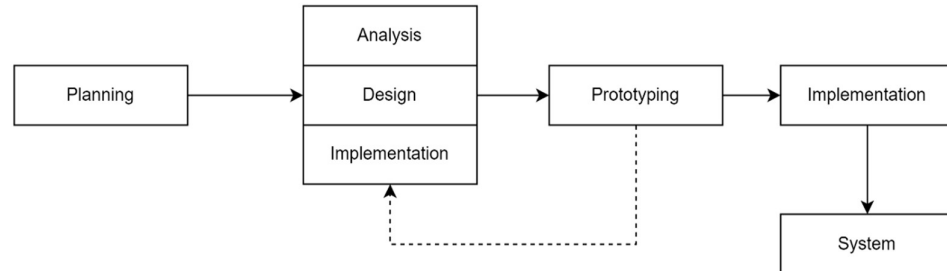 Planning
Analysis
Design
Implementation
Prototyping
Implementation
System